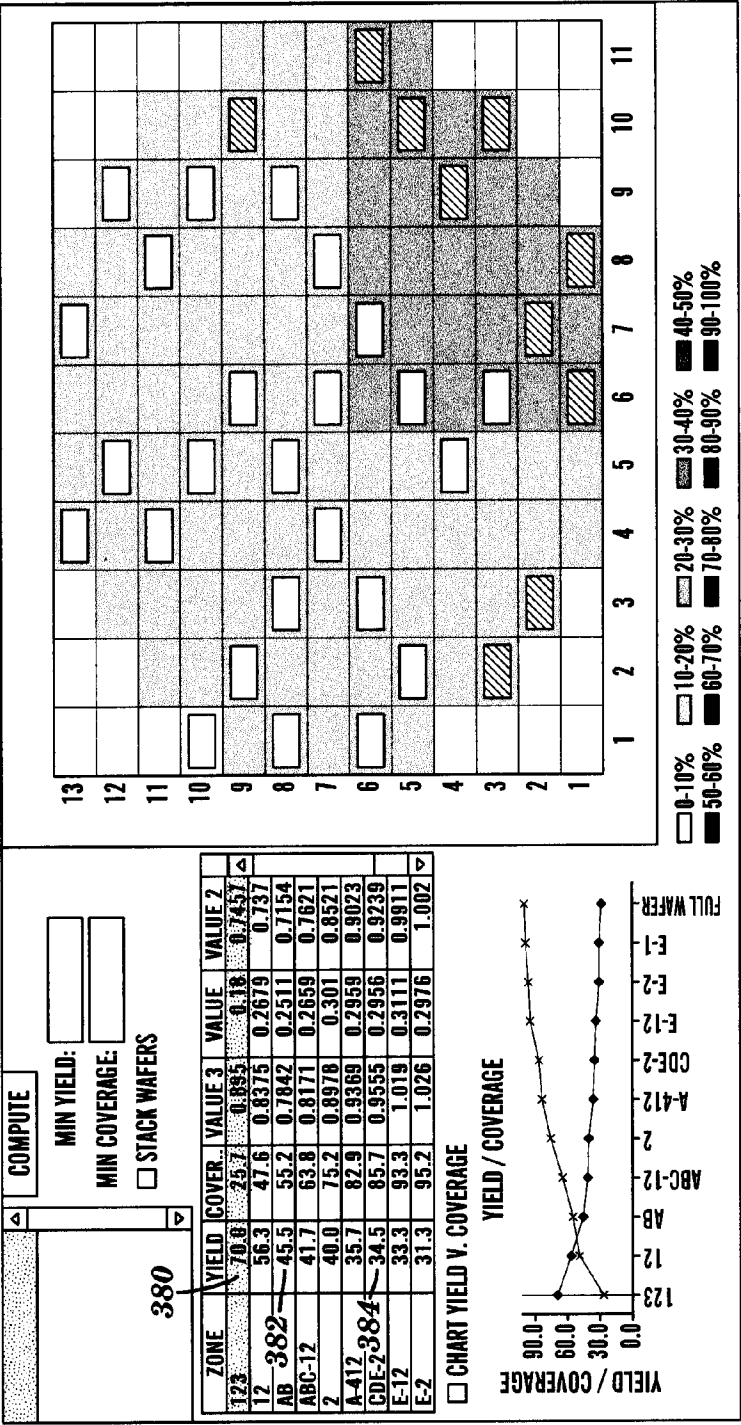 COMPUTE
MIN YIELD:
MIN COVERAGE:
STACK WAFERS
380
ZONE YIELD COVER.. VALUE 3 VALUE VALUE 2
123 70.8 25.7 0.895 0.18 0.7457
12 56.3 47.6 0.8375 0.2679 0.737
AB 382 45.5 55.2 0.7842 0.2511 0.7154
ABC-12 41.7 63.8 0.8171 0.2659 0.7621
2 40.0 75.2 0.8978 0.301 0.8521
A-412 35.7 82.9 0.9369 0.2959 0.9023
CDE-2 384 34.5 85.7 0.9555 0.2956 0.9239
E-12 33.3 93.3 1.019 0.3111 0.9911
E-2 31.3 95.2 1.026 0.2976 1.002
CHART YIELD V. COVERAGE
YIELD / COVERAGE
YIELD / COVERAGE
90.0
60.0
30.0
0.0
123 12 AB ABC-12 2 A-412 CDE-2 E-12 E-2 E-1 FULL WAFER
13
12
11
10
9
8
7
6
5
4
3
2
1
1 2 3 4 5 6 7 8 9 10 11
0-10% 10-20% 20-30% 30-40% 40-50%
50-60% 60-70% 70-80% 80-90% 90-100%